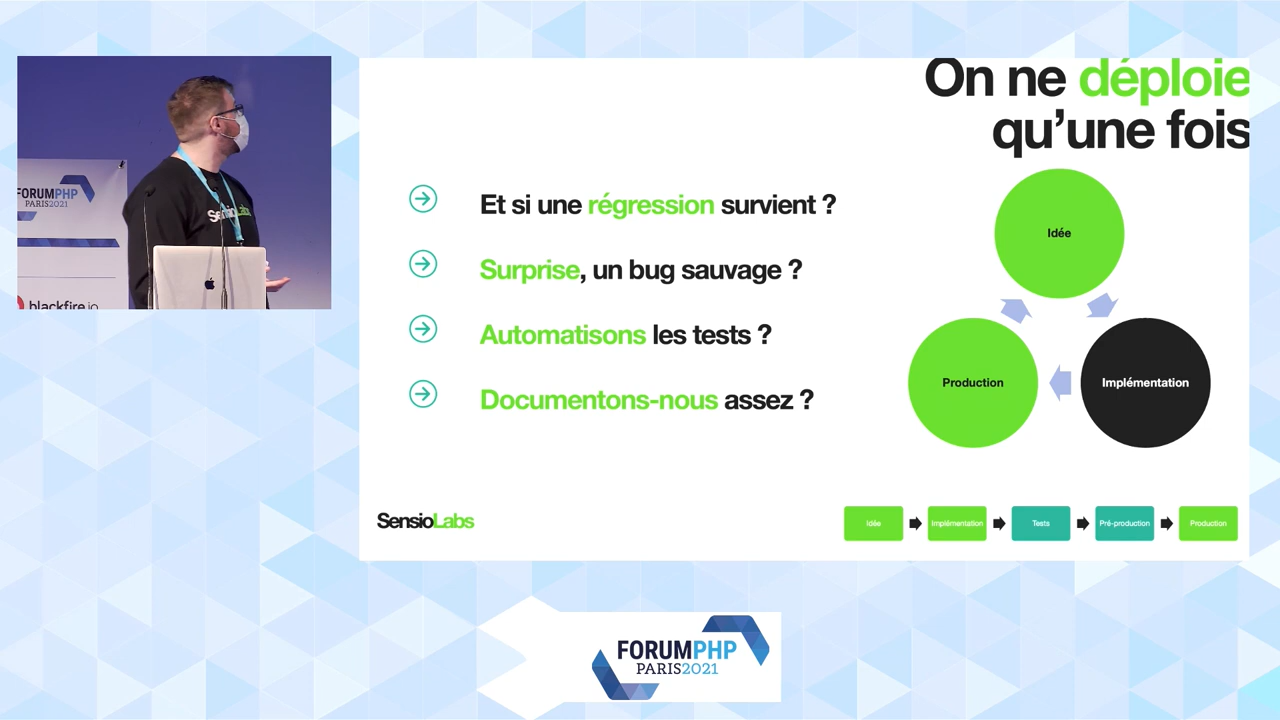 On ne déploie
qu’une fois
Et si une régression survient ?
Surprise, un bug sauvage ?
Automatisons les tests ?
Documentons-nous assez ?
Idée
Production
Implémentation
SensioLabs
Idée
Implémentation
Tests
Pré-production
Production
FORUMPHP
PARIS2021
SensioLabs
blackfire.io
FORUMPHP
PARIS2021